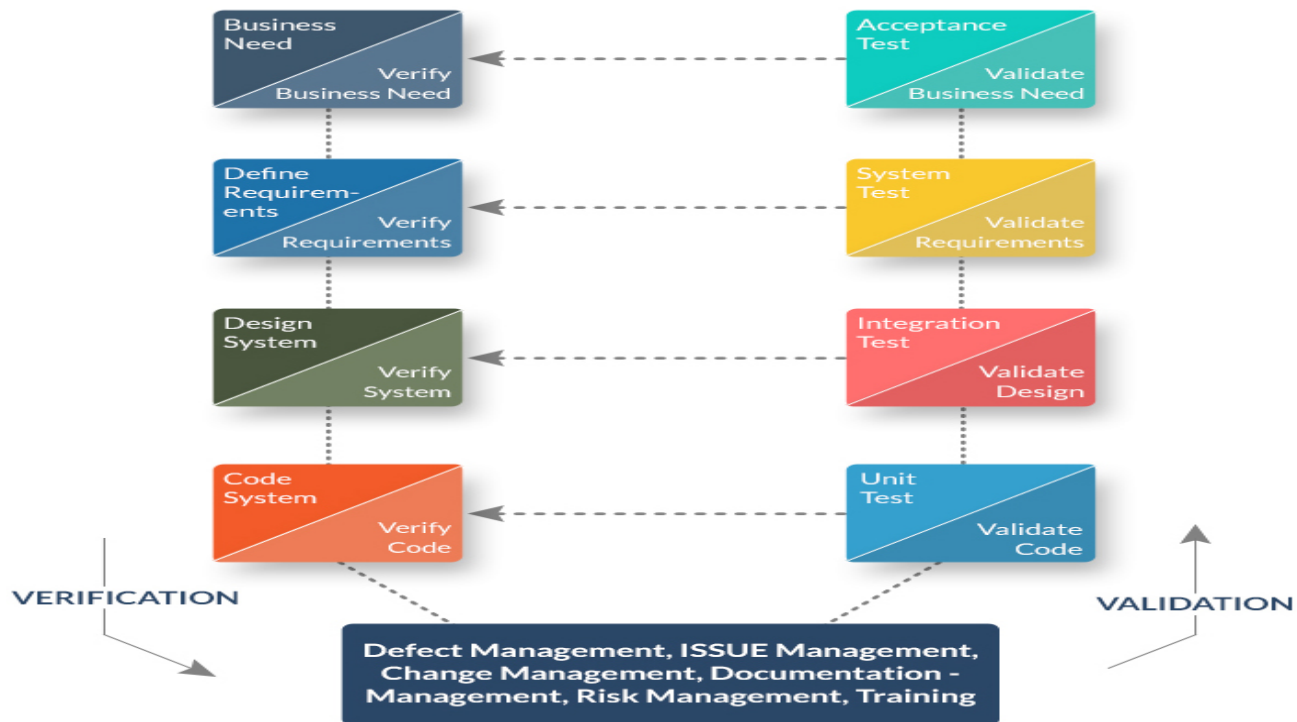 Business
Need
Verify
Business Need
Acceptance
Test
Validate
Business Need
Define
Requirem-
ents
Verify
Requirements
System
Test
Validate
Requirements
Design
System
Verify
System
Integration
Test
Validate
Design
Code
System
Verify
Code
Unit
Test
Validate
Code
VERIFICATION
VALIDATION
Defect Management, ISSUE Management,
Change Management, Documentation -
Management, Risk Management, Training